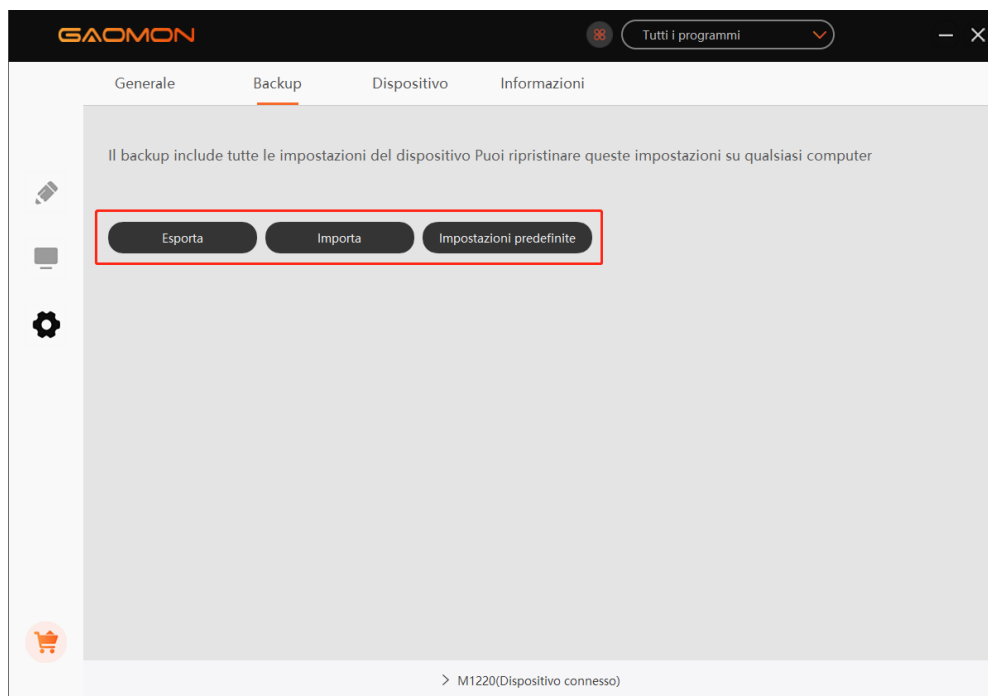 GAOMON
Tutti i programmi
Generale Backup Dispositivo Informazioni
Il backup include tutte le impostazioni del dispositivo Puoi ripristinare queste impostazioni su qualsiasi computer
Esporta Importa Impostazioni predefinite
M1220(Dispositivo connesso)